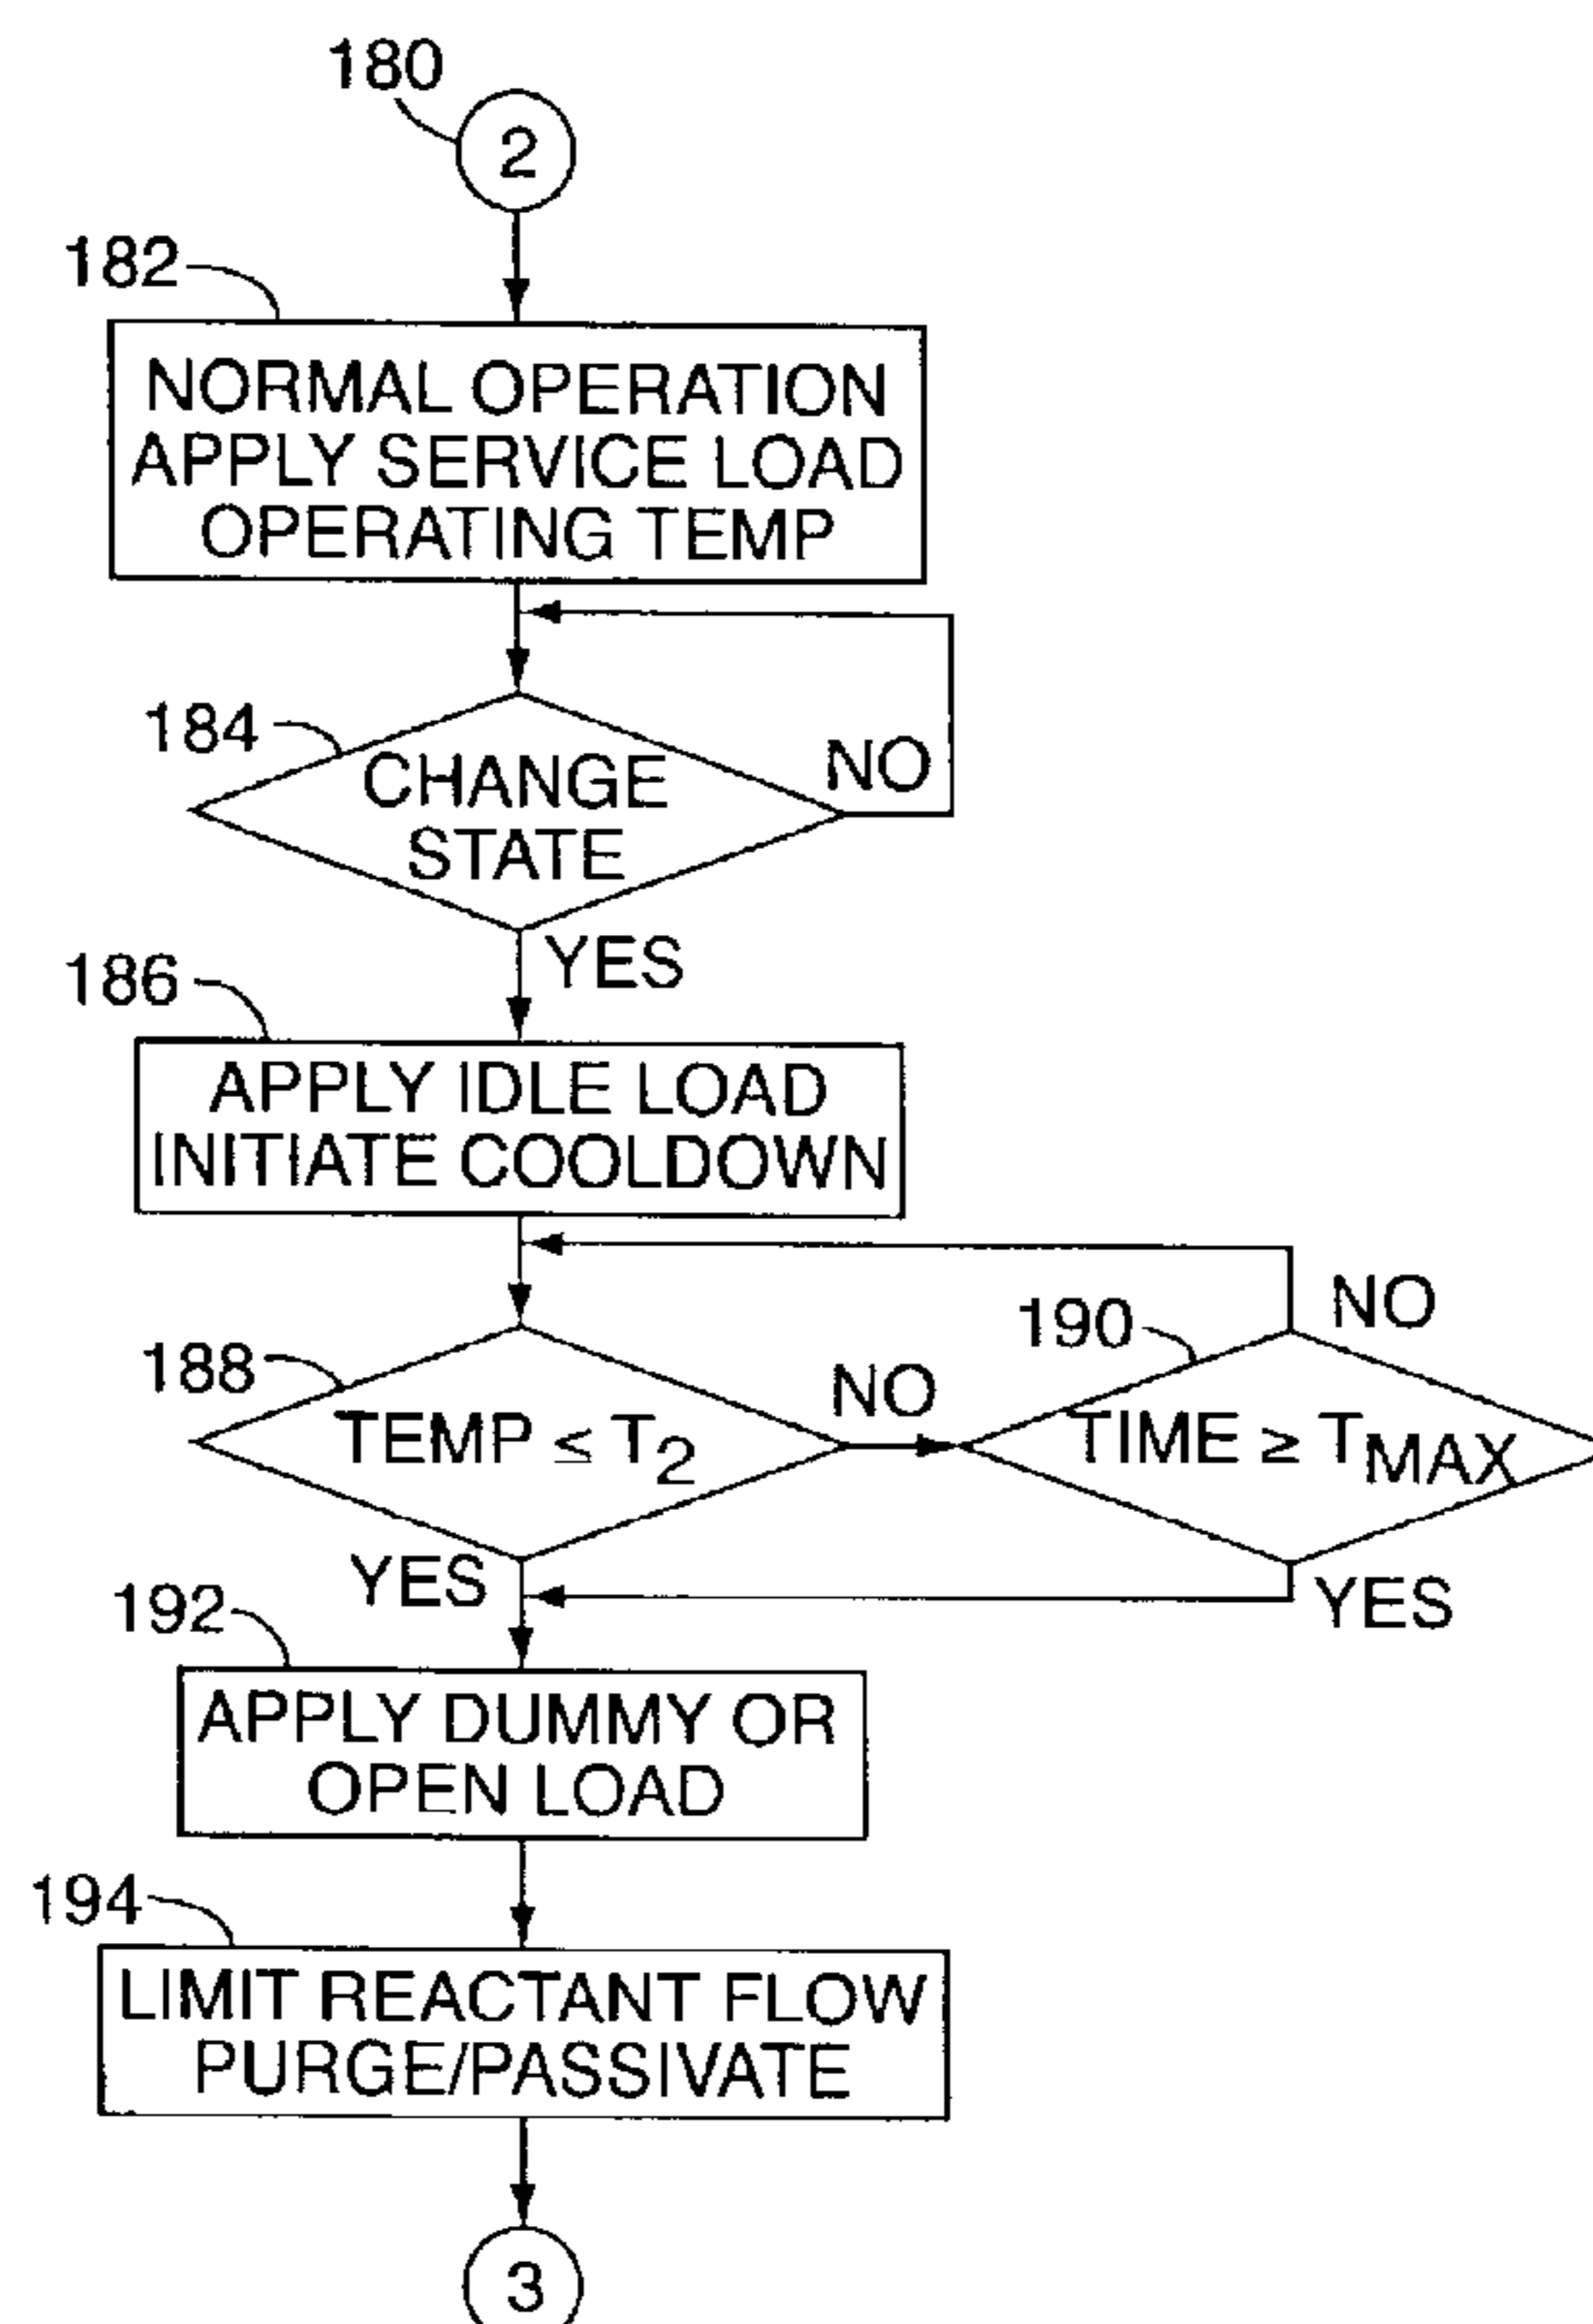 180
2
182
NORMAL OPERATION
APPLY SERVICE LOAD
OPERATING TEMP
184
CHANGE
STATE
NO
YES
186
APPLY IDLE LOAD
INITIATE COOLDOWN
188
TEMP ≤ T2
NO
190
TIME ≥ TMAX
NO
YES
YES
192
APPLY DUMMY OR
OPEN LOAD
194
LIMIT REACTANT FLOW
PURGE/PASSIVATE
3